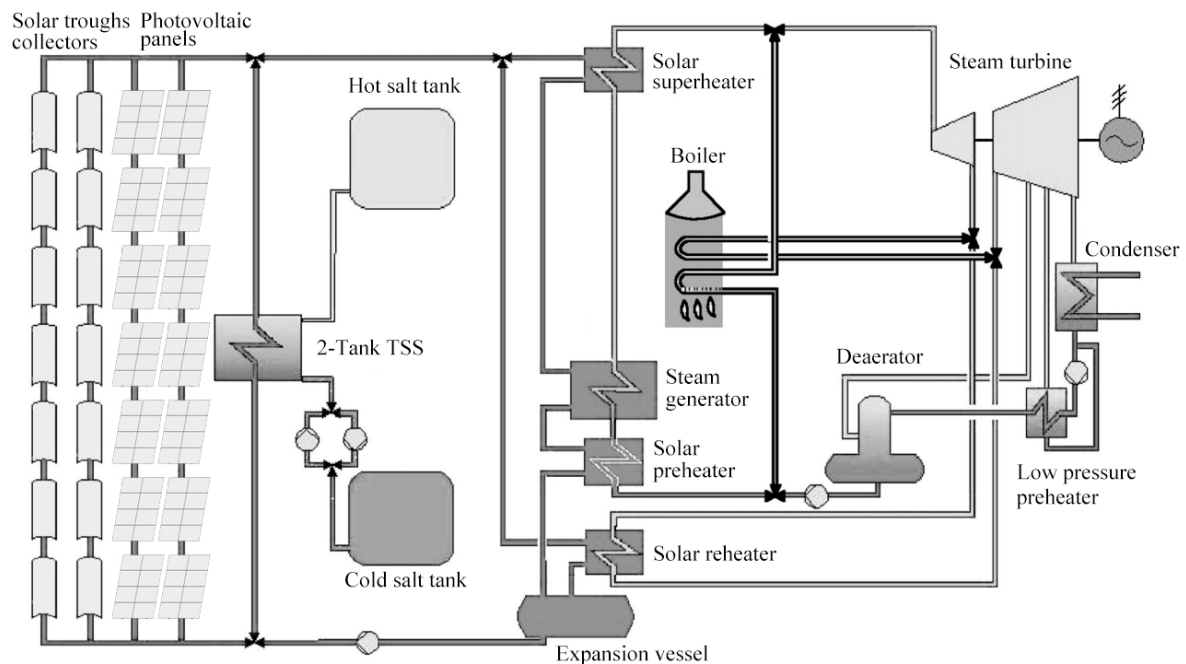 Solar troughs
collectors
Photovoltaic
panels
Hot salt tank
Solar
superheater
Steam turbine
Boiler
Condenser
2-Tank TSS
Deaerator
Steam
generator
Solar
preheater
Low pressure
preheater
Solar reheater
Cold salt tank
Expansion vessel